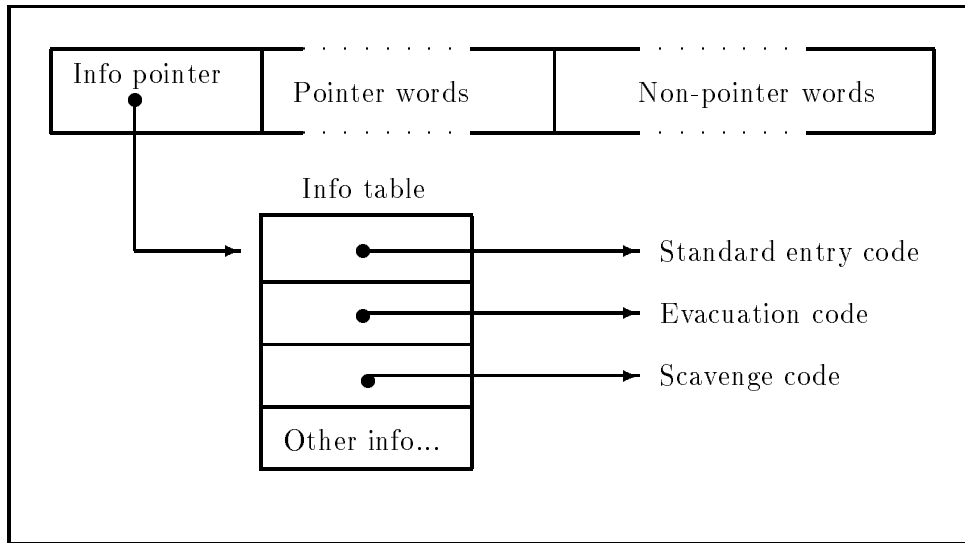 Info pointer
Pointer words
Non-pointer words
Info table
Standard entry code
Evacuation code
Scavenge code
Other info...